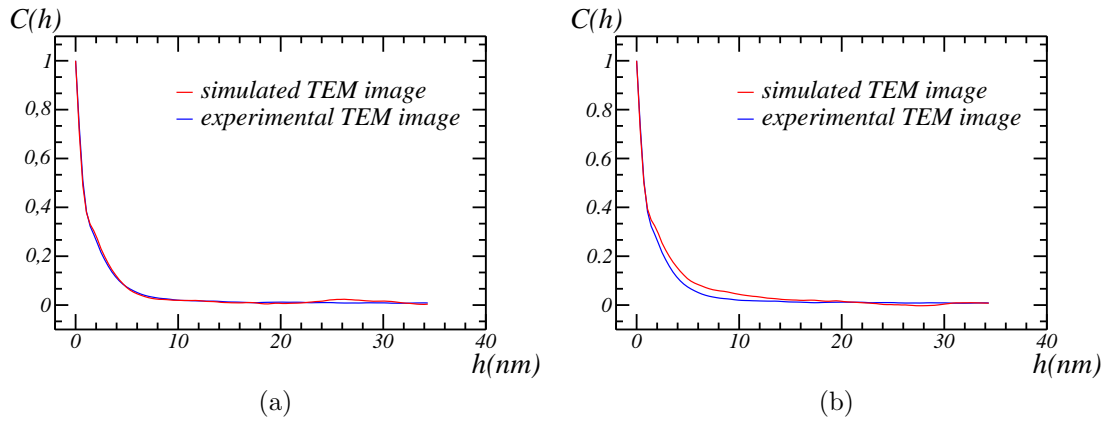 C(h)
1
0,8
0,6
0,4
0,2
0
simulated TEM image
experimental TEM image
0
10
20
30
40
h(nm)
(a)
C(h)
1
0,8
0,6
0,4
0,2
0
simulated TEM image
experimental TEM image
0
10
20
30
40
h(nm)
(b)